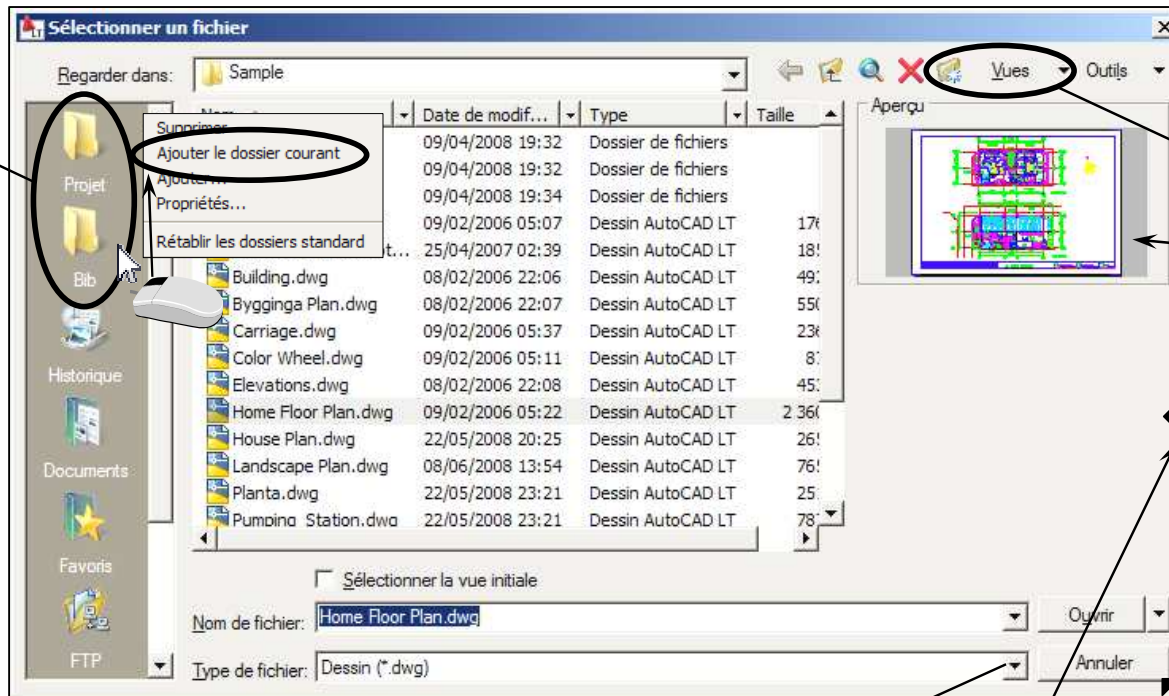 Sélectionner un fichier
Regarder dans: Sample Vues Outils
Date de modif... Type Taille Aperçu
Supprimer
Ajouter le dossier courant
Ajouter...
Propriétés...
Rétablir les dossiers standard
Projet
Bib
Historique
Documents
Favoris
FTP
09/04/2008 19:32 Dossier de fichiers
09/04/2008 19:32 Dossier de fichiers
09/04/2008 19:34 Dossier de fichiers
09/02/2006 05:07 Dessin AutoCAD LT
t... 25/04/2007 02:39 Dessin AutoCAD LT
Building.dwg 08/02/2006 22:06 Dessin AutoCAD LT
Bygginga Plan.dwg 08/02/2006 22:07 Dessin AutoCAD LT
Carriage.dwg 09/02/2006 05:37 Dessin AutoCAD LT
Color Wheel.dwg 09/02/2006 05:11 Dessin AutoCAD LT
Elevations.dwg 08/02/2006 22:08 Dessin AutoCAD LT
Home Floor Plan.dwg 09/02/2006 05:22 Dessin AutoCAD LT
House Plan.dwg 22/05/2008 20:25 Dessin AutoCAD LT
Landscape Plan.dwg 08/06/2008 13:54 Dessin AutoCAD LT
Planta.dwg 22/05/2008 23:21 Dessin AutoCAD LT
Pumping Station.dwg 22/05/2008 23:21 Dessin AutoCAD LT
Sélectionner la vue initiale
Nom de fichier: Home Floor Plan.dwg Ouvrir
Type de fichier: Dessin (*.dwg) Annuler